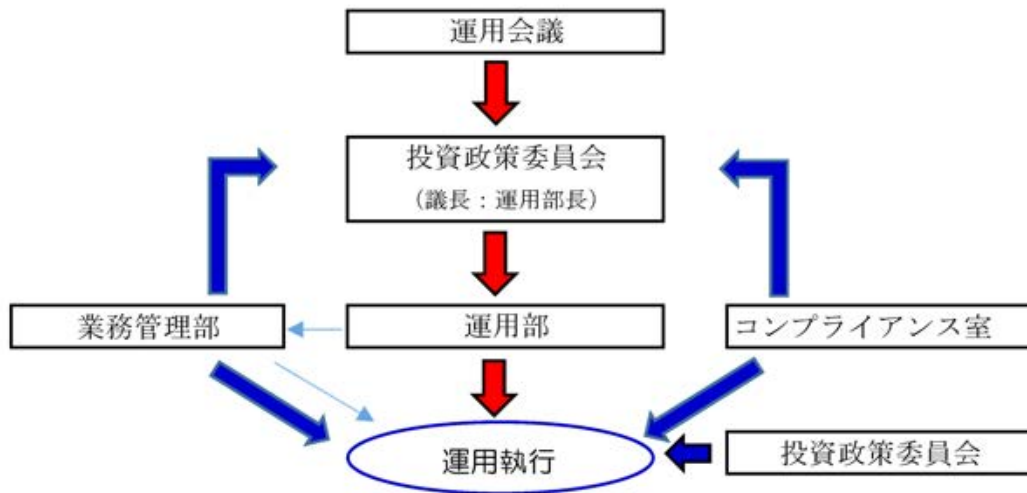 運用会議
投資政策委員会
(議長：運用部長)
業務管理部
運用部
コンプライアンス室
運用執行
投資政策委員会